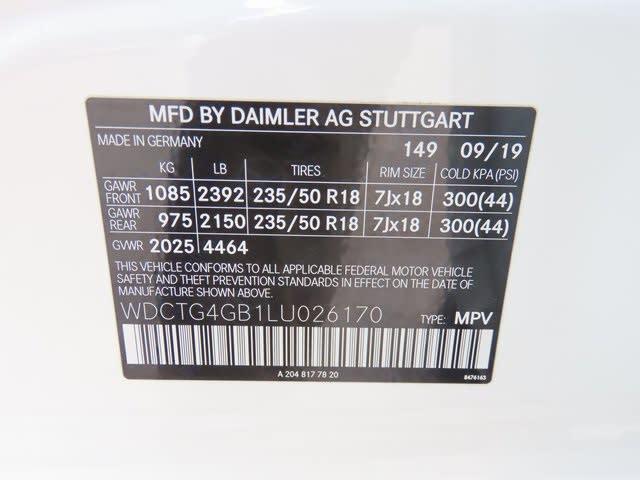 MFD BY DAIMLER AG STUTTGART
MADE IN GERMANY 149 09/19
KG LB TIRES RIM SIZE COLD KPA(PSI)
GAWR FRONT 1085 2392 235/50 R18 7Jx18 300(44)
GAWR REAR 975 2150 235/50 R18 7Jx18 300(44)
GVWR 2025 4464
THIS VEHICLE CONFORMS TO ALL APPLICABLE FEDERAL MOTOR VEHICLE
SAFETY AND THEFT PREVENTION STANDARDS IN EFFECT ON THE DATE
OF MANUFACTURE SHOWN ABOVE.
WDCTG4GB1LU026170 TYPE: MPV
A 204 817 78 20 8476163